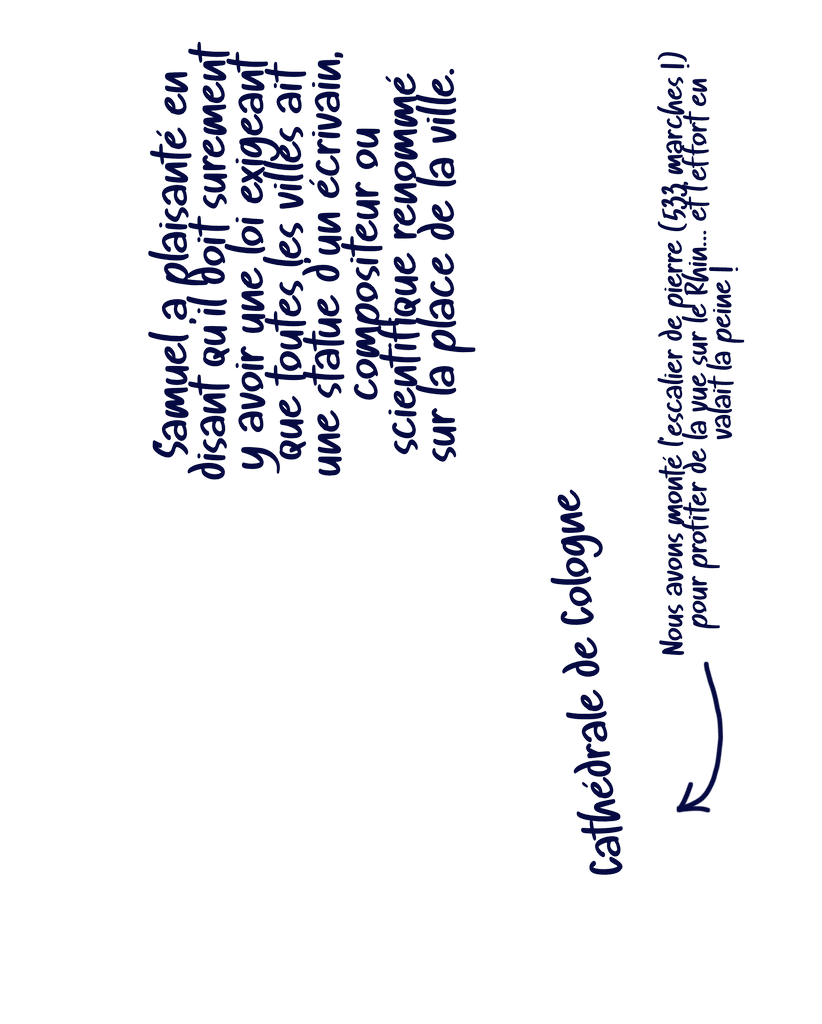 Samuel a plaisanté en
disant qu'il doit surement
y avoir une loi exigeant
que toutes les villes ait
une statue d'un écrivain,
compositeur ou
scientifique renommé
sur la place de la ville.
Cathédrale de Cologne
Nous avons monté l'escalier de pierre (533 marches !)
pour profiter de la vue sur le Rhin... et l'effort en
valait la peine !